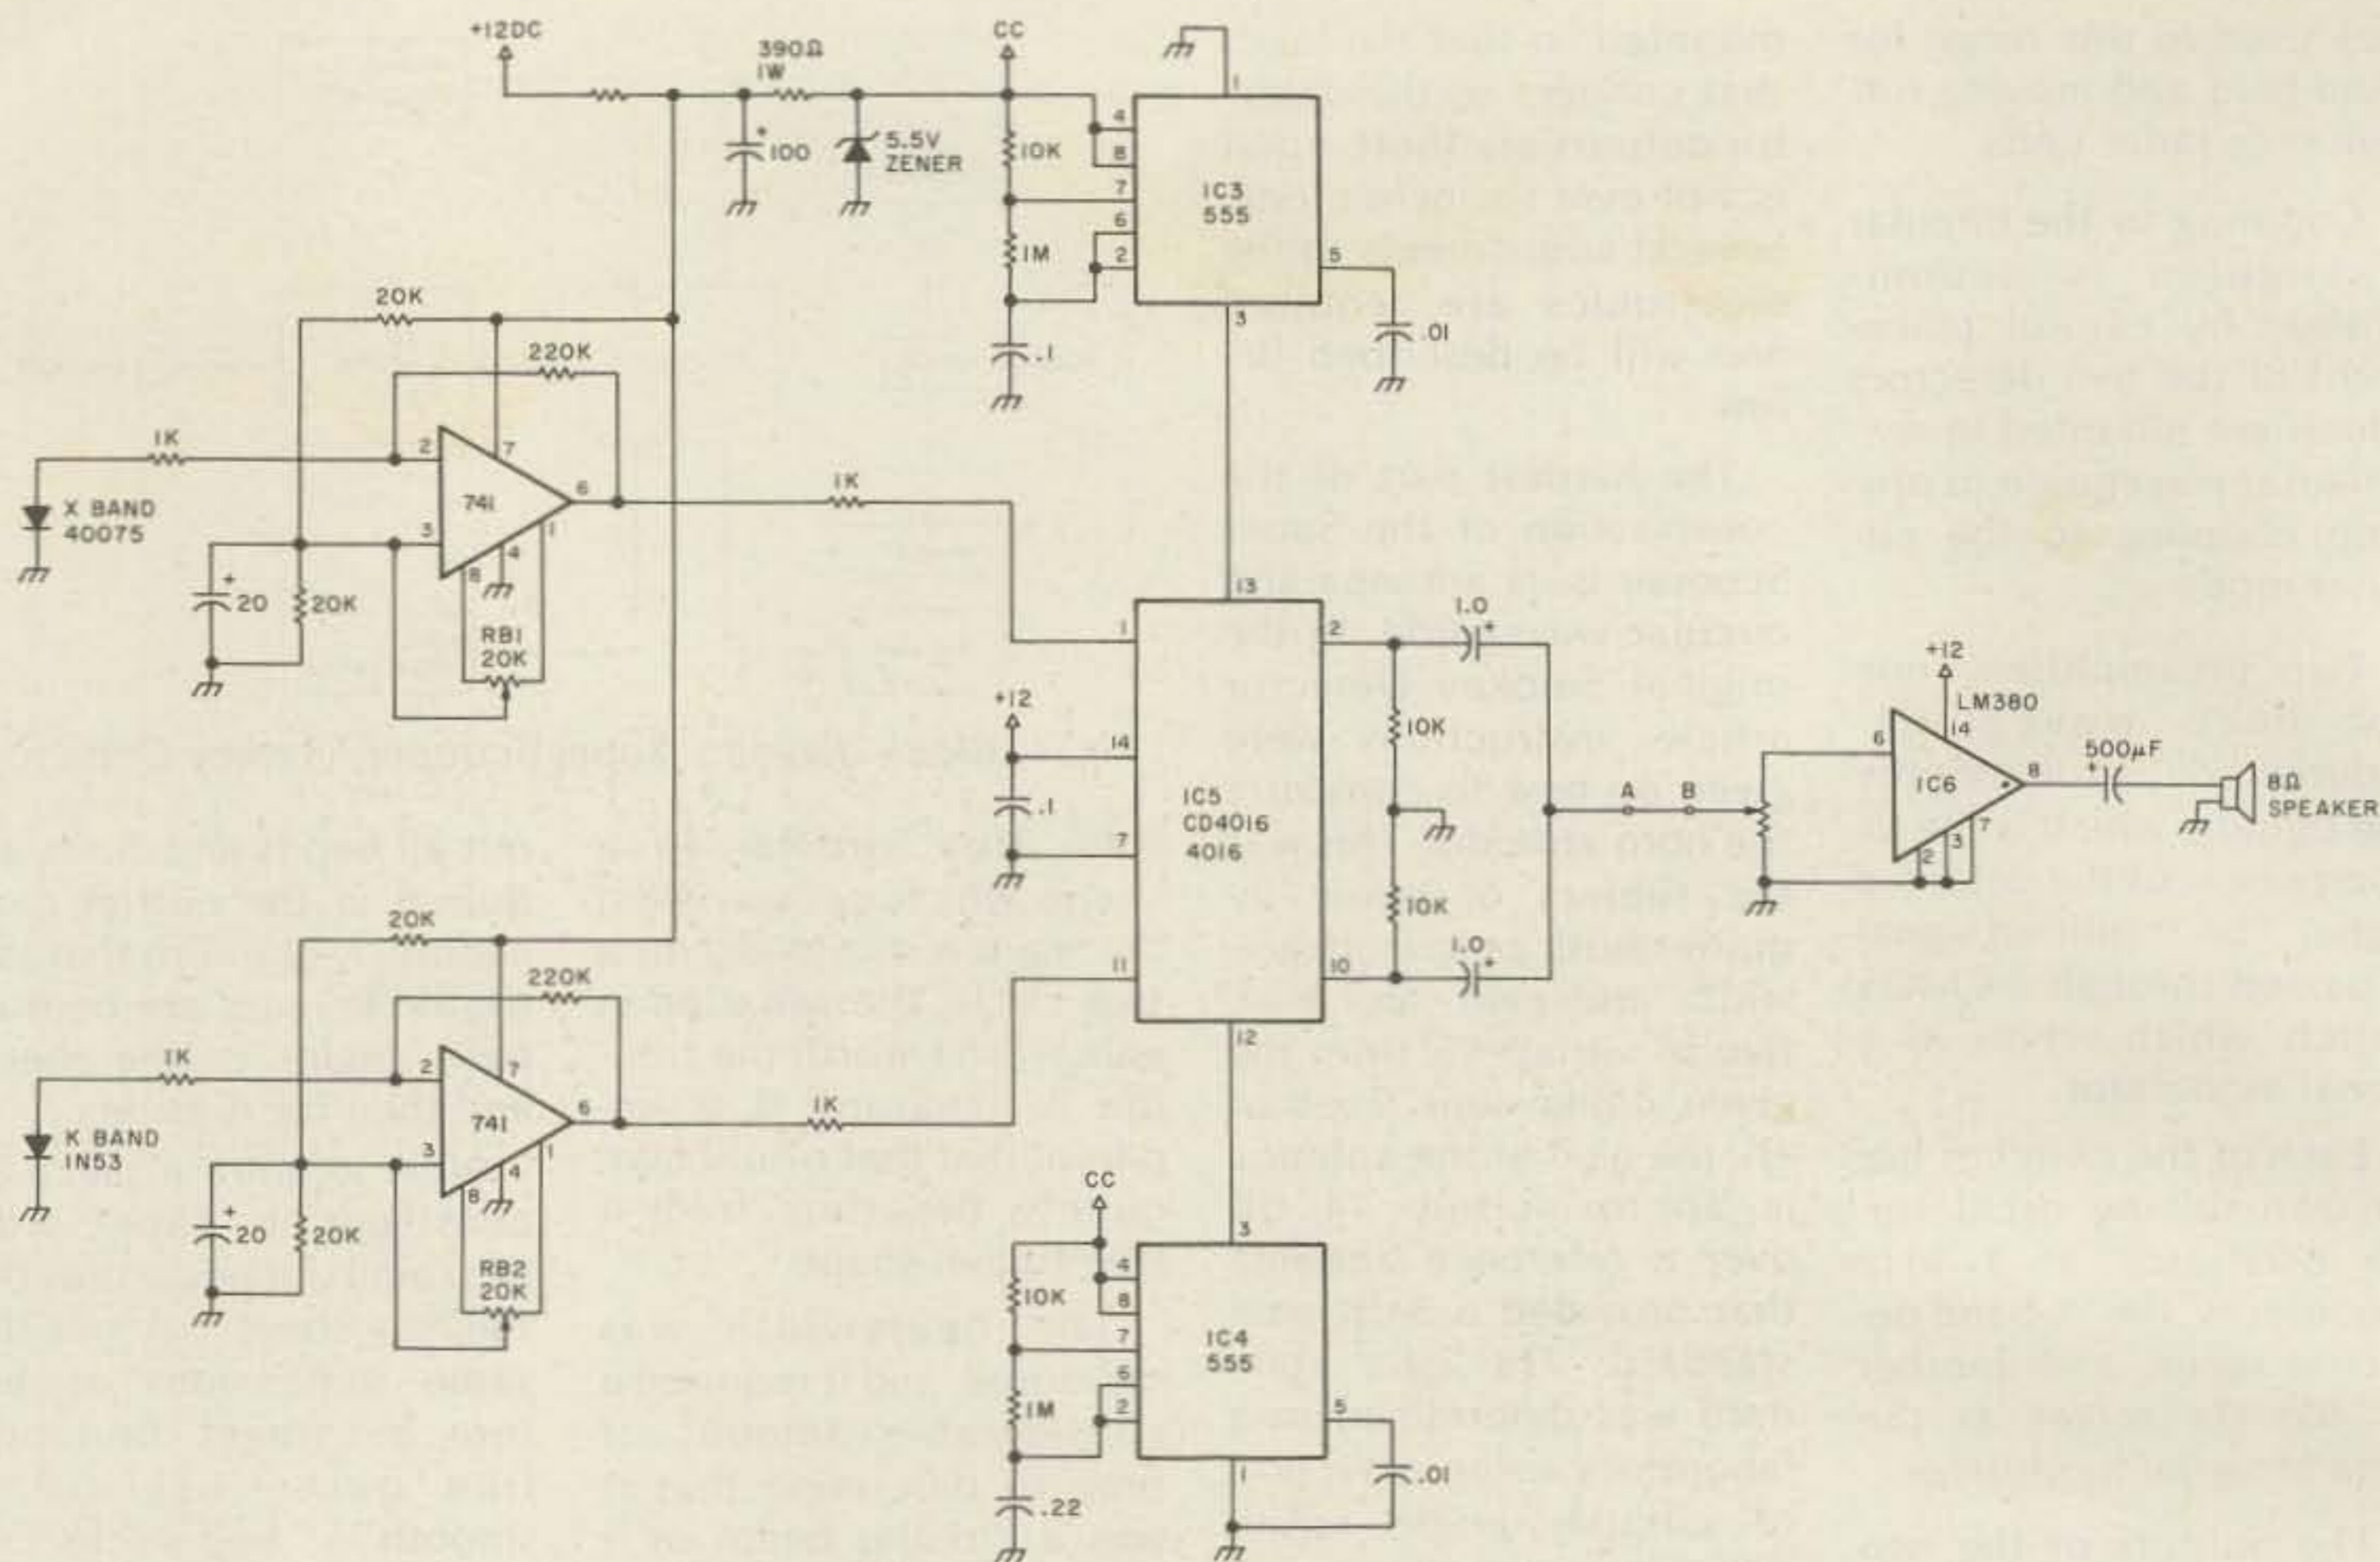 +12DC
390Ω
1W
CC
100
5.5V
ZENER
10K
1M
.1
1
4
8
7
6
2
IC3
555
5
3
.01
20K
220K
1K
X BAND
40075
2
7
741
6
3
8
4
1
20
20K
RB1
20K
1K
13
1
2
+12
14
.1
7
IC5
CD4016
4016
11
10
12
1.0
10K
10K
1.0
A
B
+12
LM380
14
6
IC6
8
2
3
7
500μF
8Ω
SPEAKER
20K
220K
1K
K BAND
1N53
2
7
741
6
3
8
4
1
20
20K
RB2
20K
1K
CC
10K
1M
.22
3
4
8
7
6
2
IC4
555
5
1
.01